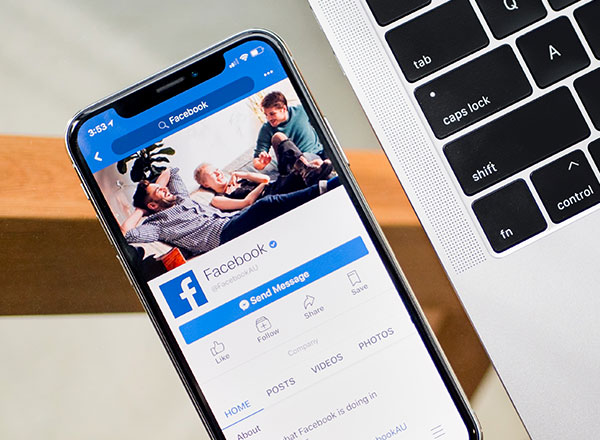 3:53
Facebook
Facebook
@FacebookAU
f
Send Message
Like
Follow
Share
Save
Company
HOME
POSTS
VIDEOS
PHOTOS
About
hat Facebook is doing in
ookAU
tab
Q
A
caps lock
shift
fn
control